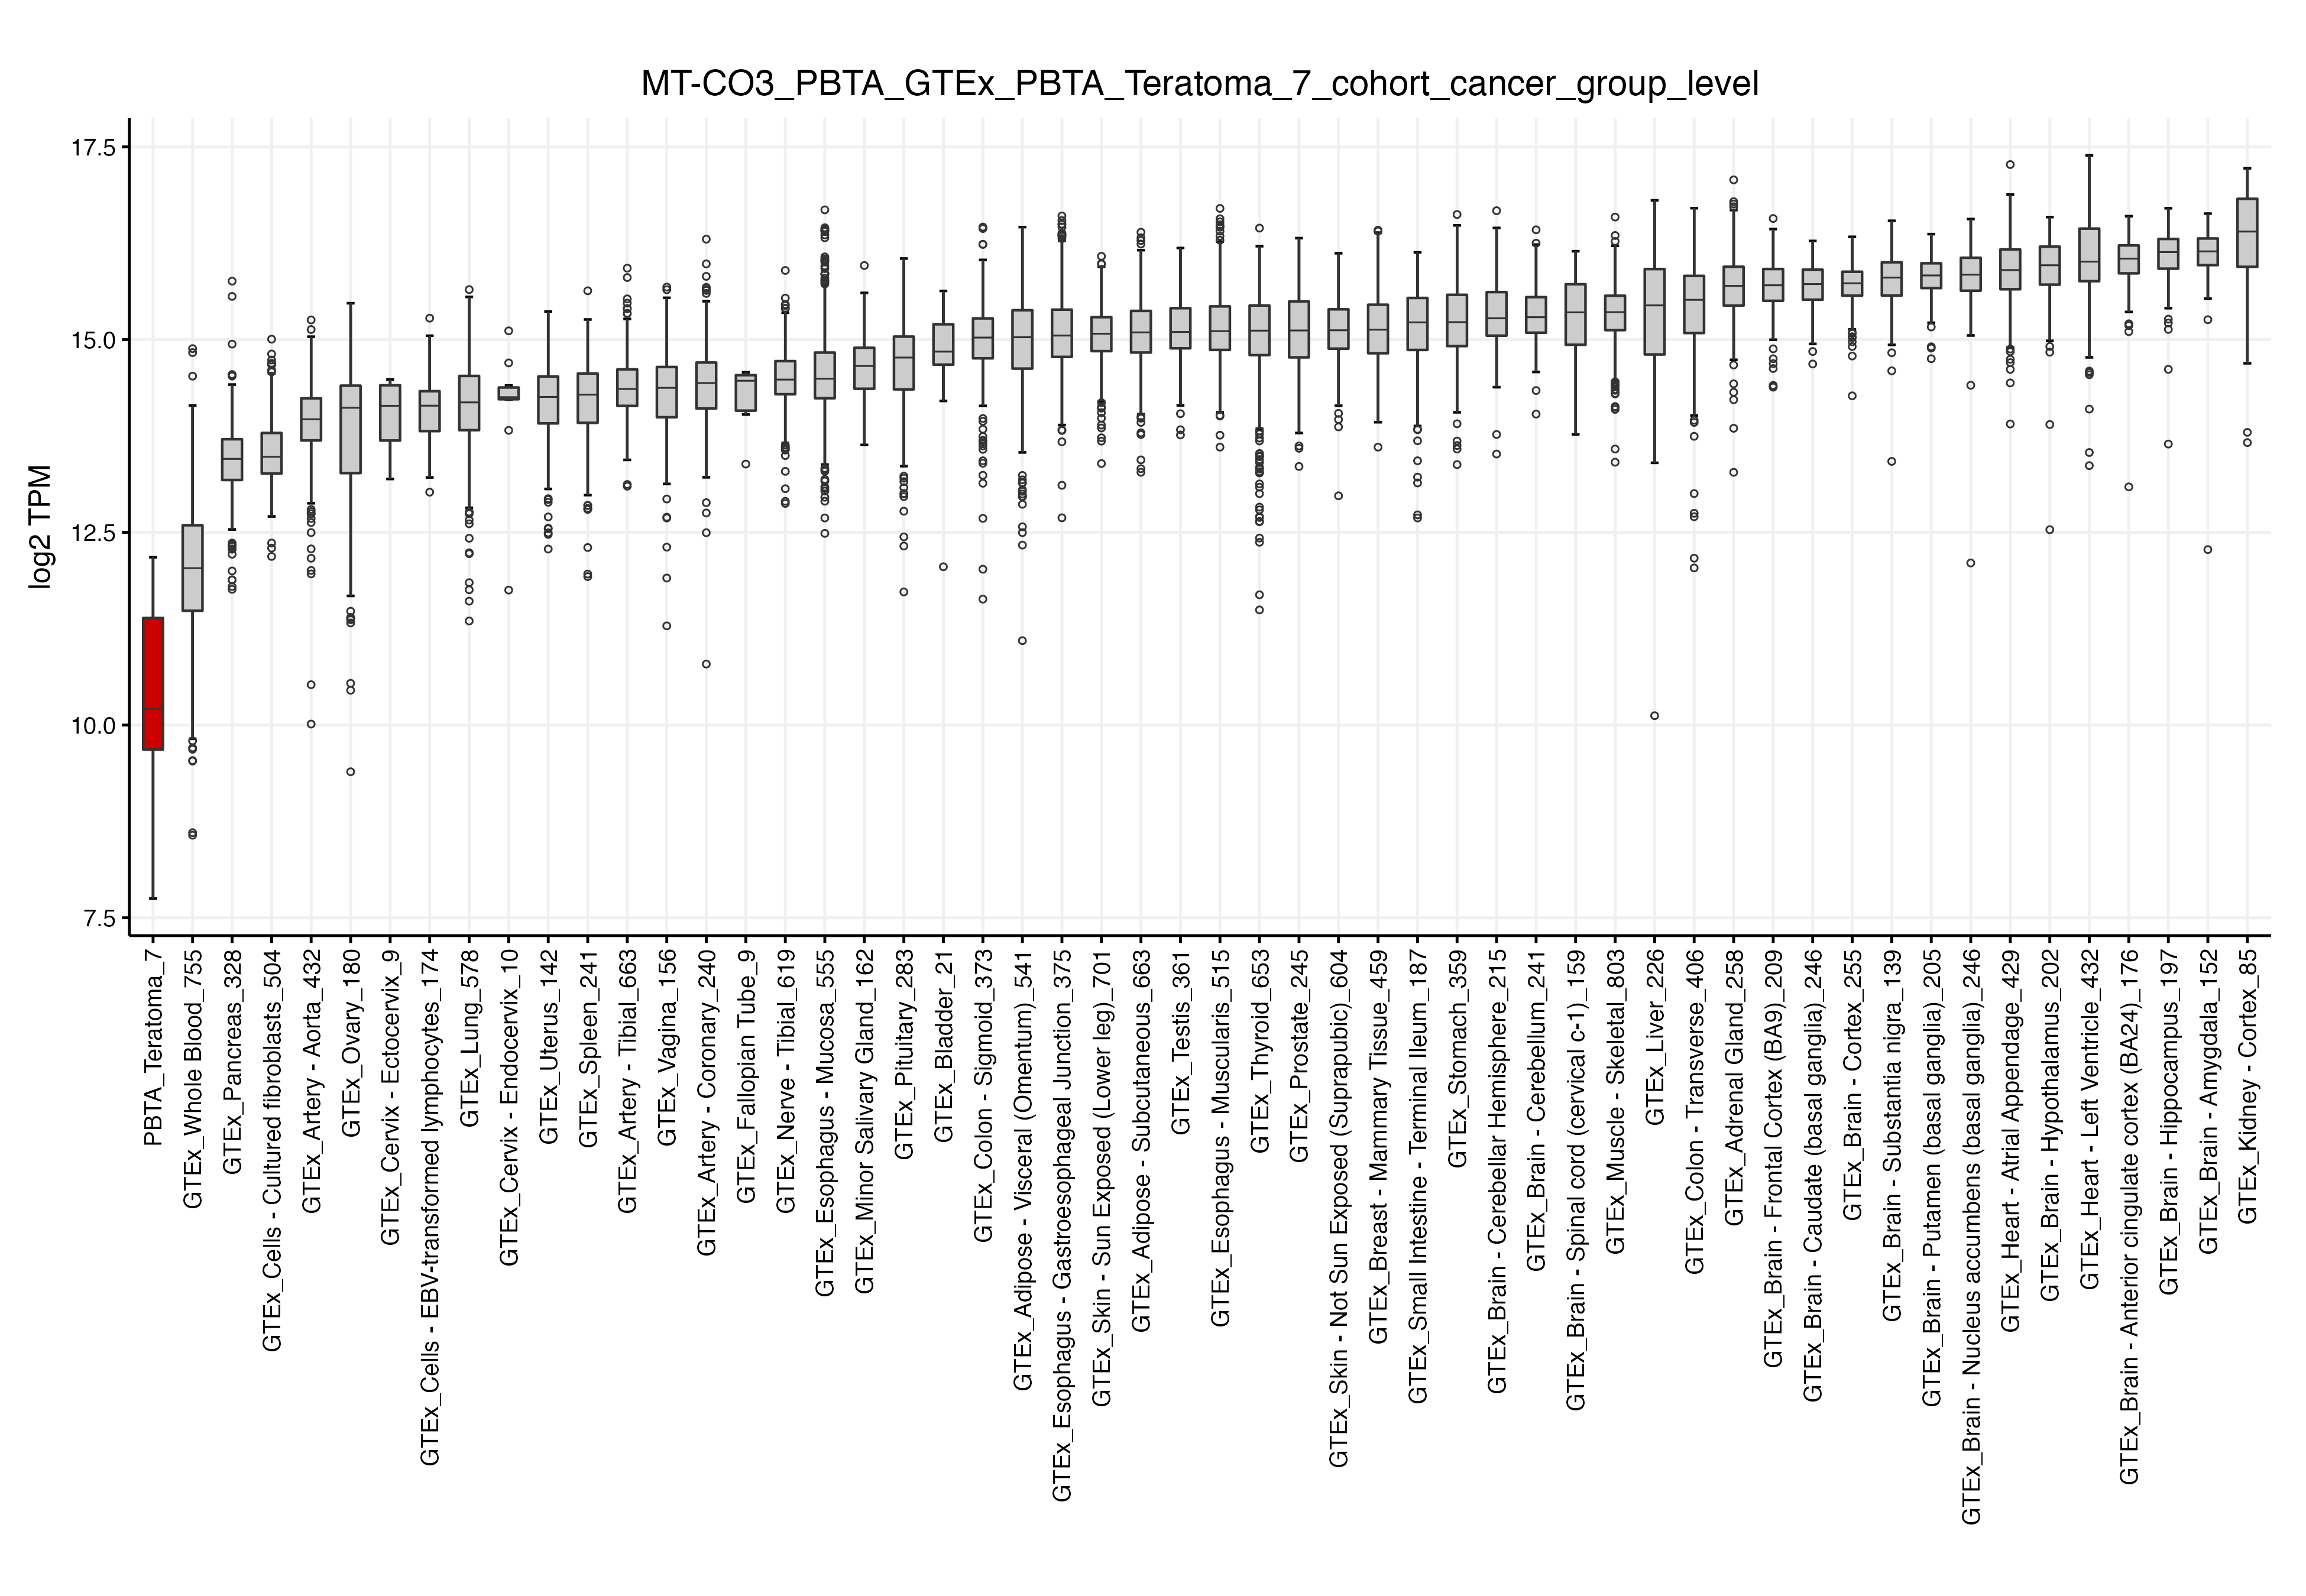 MT-CO3_PBTA_GTEx_PBTA_Teratoma_7_cohort_cancer_group_level
log2 TPM
17.5
15.0
12.5
10.0
7.5
PBTA_Teratoma_7
GTEx_Whole Blood_755
GTEx_Pancreas_328
GTEx_Cells - Cultured fibroblasts_504
GTEx_Artery - Aorta_432
GTEx_Ovary_180
GTEx_Cervix - Ectocervix_9
GTEx_Cells - EBV-transformed lymphocytes_174
GTEx_Lung_578
GTEx_Cervix - Endocervix_10
GTEx_Uterus_142
GTEx_Spleen_241
GTEx_Artery - Tibial_663
GTEx_Vagina_156
GTEx_Artery - Coronary_240
GTEx_Fallopian Tube_9
GTEx_Nerve - Tibial_619
GTEx_Esophagus - Mucosa_555
GTEx_Minor Salivary Gland_162
GTEx_Pituitary_283
GTEx_Bladder_21
GTEx_Colon - Sigmoid_373
GTEx_Adipose - Visceral (Omentum)_541
GTEx_Esophagus - Gastroesophageal Junction_375
GTEx_Skin - Sun Exposed (Lower leg)_701
GTEx_Adipose - Subcutaneous_663
GTEx_Testis_361
GTEx_Esophagus - Muscularis_515
GTEx_Thyroid_653
GTEx_Prostate_245
GTEx_Skin - Not Sun Exposed (Suprapubic)_604
GTEx_Breast - Mammary Tissue_459
GTEx_Small Intestine - Terminal Ileum_187
GTEx_Stomach_359
GTEx_Brain - Cerebellar Hemisphere_215
GTEx_Brain - Cerebellum_241
GTEx_Brain - Spinal cord (cervical c-1)_159
GTEx_Muscle - Skeletal_803
GTEx_Liver_226
GTEx_Colon - Transverse_406
GTEx_Adrenal Gland_258
GTEx_Brain - Frontal Cortex (BA9)_209
GTEx_Brain - Caudate (basal ganglia)_246
GTEx_Brain - Cortex_255
GTEx_Brain - Substantia nigra_139
GTEx_Brain - Putamen (basal ganglia)_205
GTEx_Brain - Nucleus accumbens (basal ganglia)_246
GTEx_Heart - Atrial Appendage_429
GTEx_Brain - Hypothalamus_202
GTEx_Heart - Left Ventricle_432
GTEx_Brain - Anterior cingulate cortex (BA24)_176
GTEx_Brain - Hippocampus_197
GTEx_Brain - Amygdala_152
GTEx_Kidney - Cortex_85